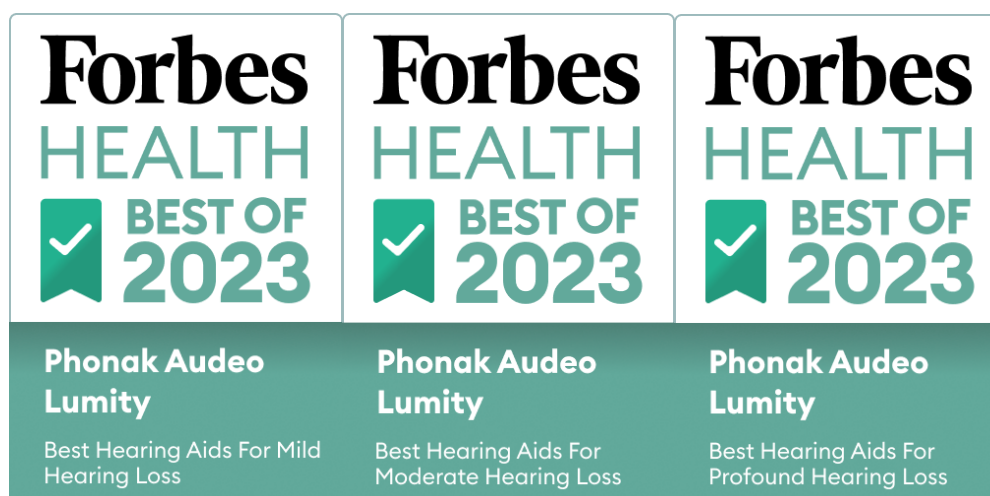 Forbes
HEALTH
BEST OF
2023
Phonak Audeo
Lumity
Best Hearing Aids For Mild
Hearing Loss
Forbes
HEALTH
BEST OF
2023
Phonak Audeo
Lumity
Best Hearing Aids For
Moderate Hearing Loss
Forbes
HEALTH
BEST OF
2023
Phonak Audeo
Lumity
Best Hearing Aids For
Profound Hearing Loss